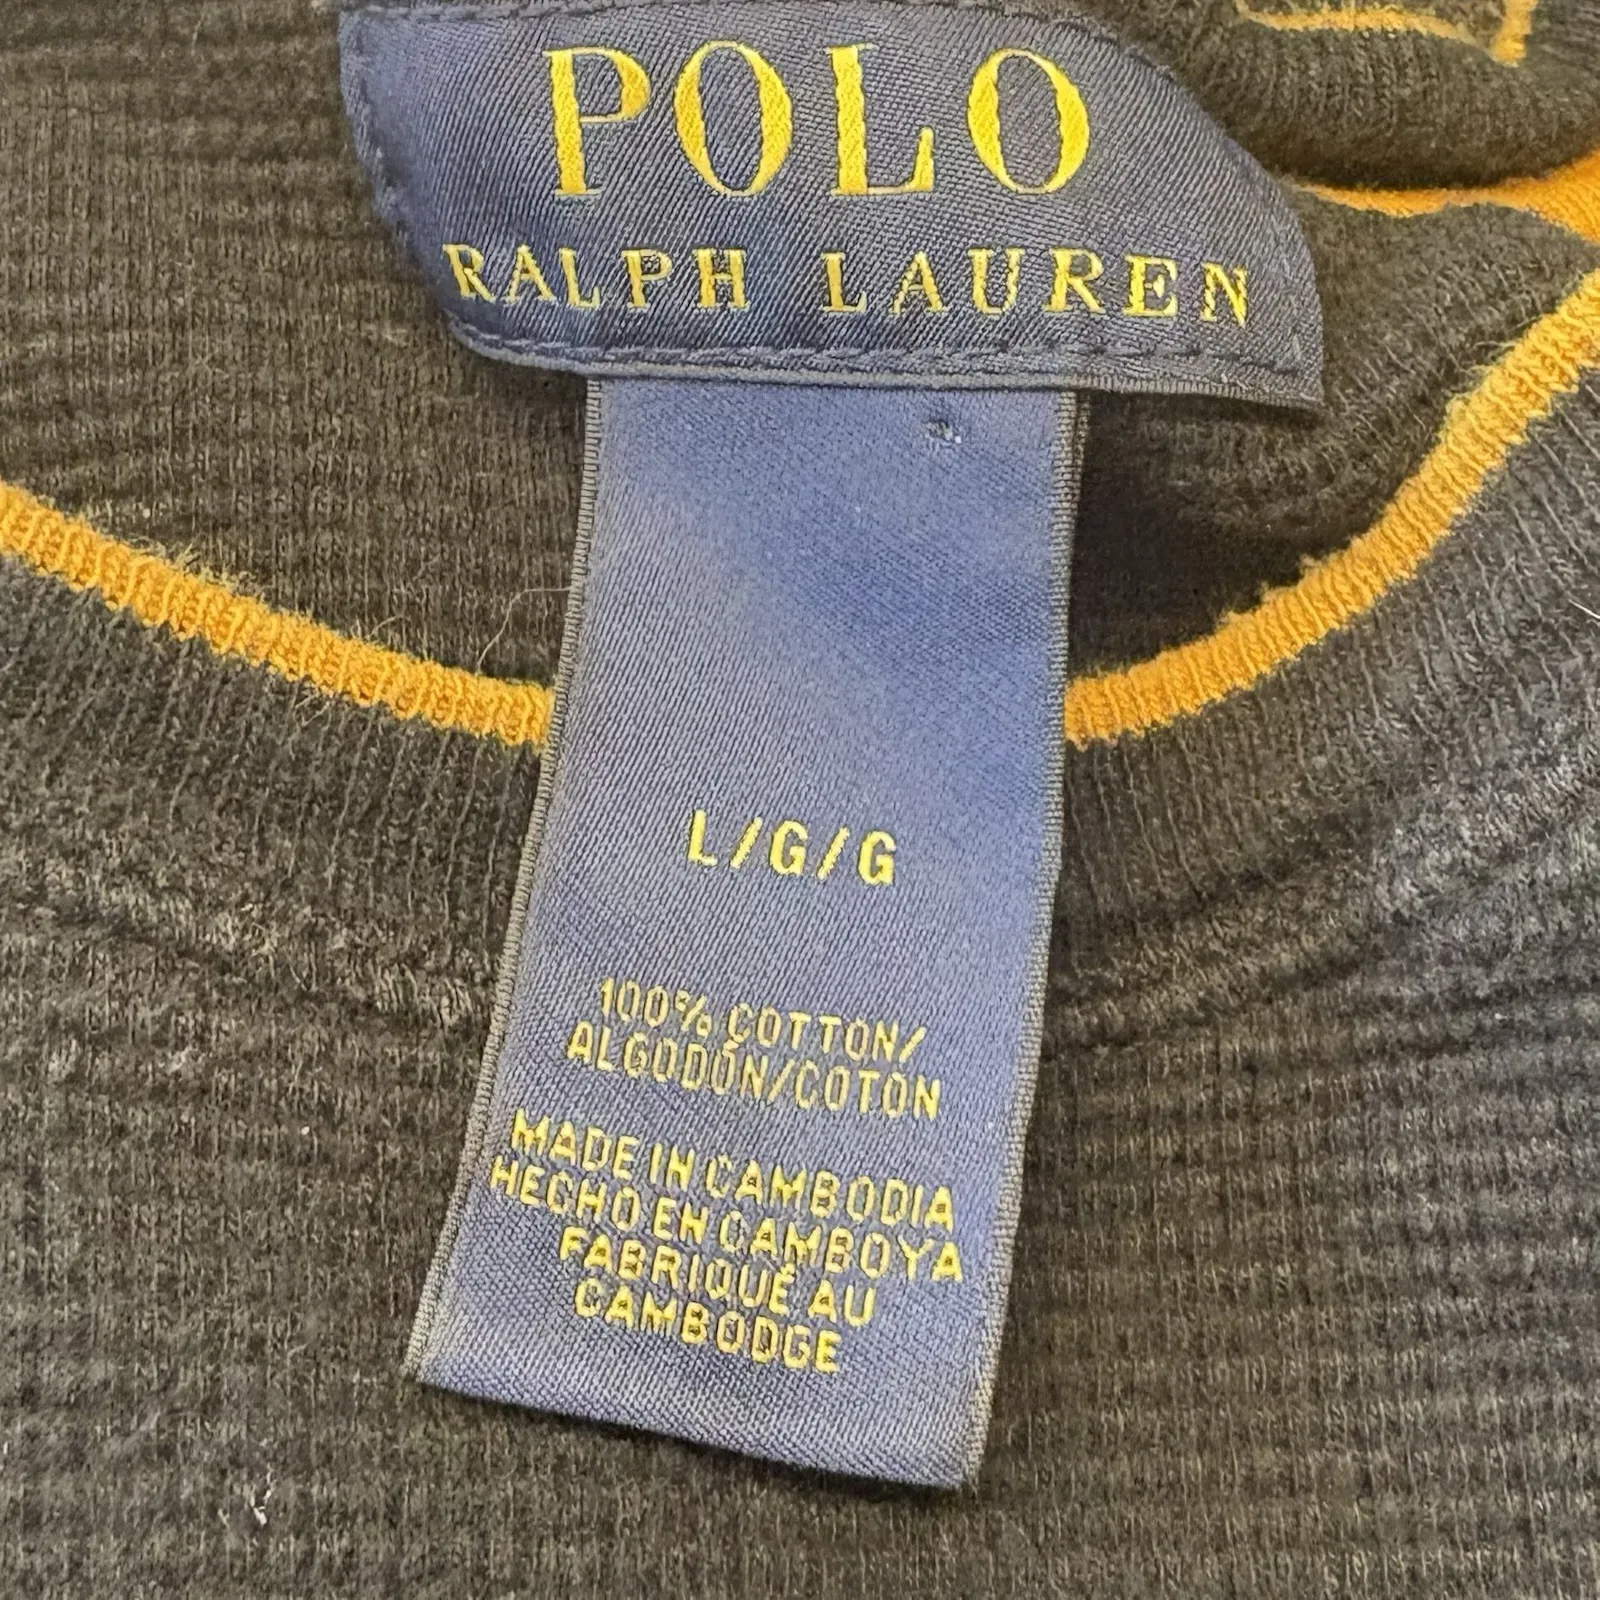 POLO
RALPH LAUREN
L/G/G
100% COTTON/
ALGODÓN/COTON
MADE IN CAMBODIA
HECHO EN CAMBOYA
FABRIQUÉ AU
CAMBODGE